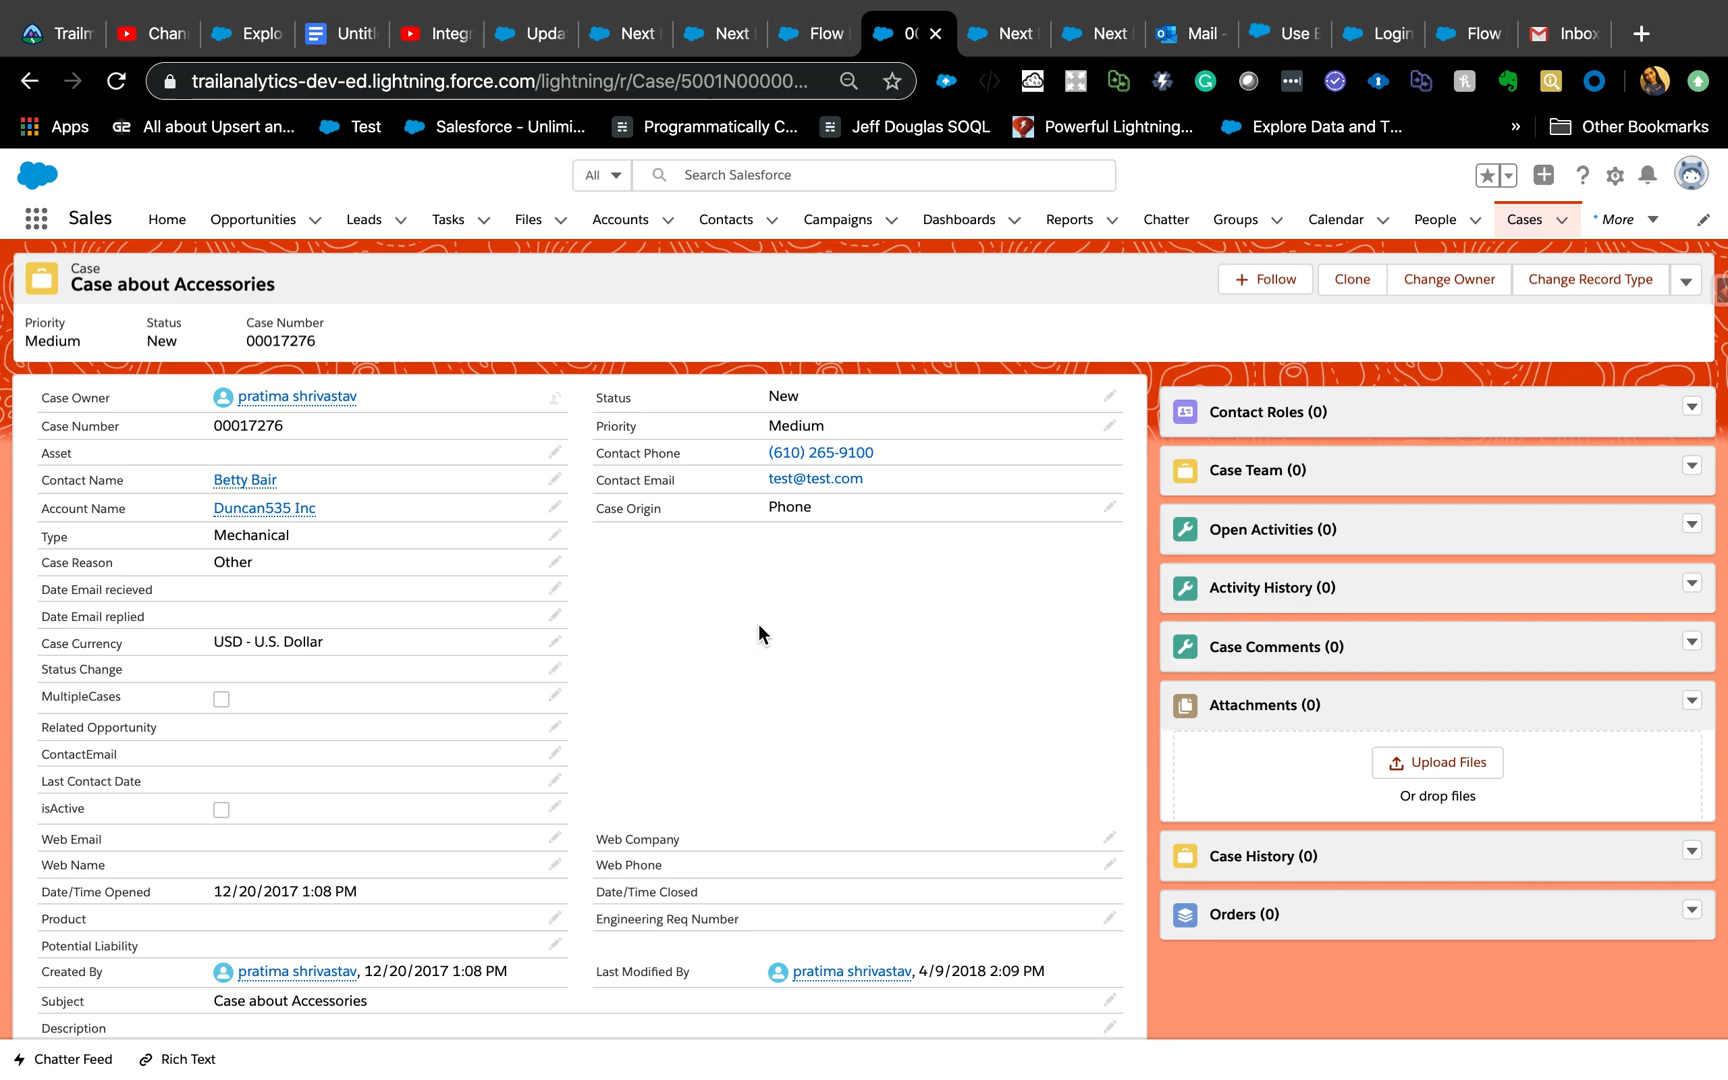 Trailm
Chan
Explo
Untitl
Integr
Upda
Next
Next
Flow
Next
Next
Mail -
Use E
Login
Flow
Inbox
trailanalytics-dev-ed.lightning.force.com/lightning/r/Case/5001N00000...
Apps
G2 All about Upsert an...
Test
Salesforce - Unlimi...
Programmatically C...
Jeff Douglas SOQL
Powerful Lightning...
Explore Data and T...
»
Other Bookmarks
All
Search Salesforce
Sales
Home
Opportunities
Leads
Tasks
Files
Accounts
Contacts
Campaigns
Dashboards
Reports
Chatter
Groups
Calendar
People
Cases
* More
Case
Case about Accessories
+ Follow
Clone
Change Owner
Change Record Type
Priority
Medium
Status
New
Case Number
00017276
Case Owner pratima shrivastav
Case Number 00017276
Asset
Contact Name Betty Bair
Account Name Duncan535 Inc
Type Mechanical
Case Reason Other
Date Email recieved
Date Email replied
Case Currency USD - U.S. Dollar
Status Change
MultipleCases
Related Opportunity
ContactEmail
Last Contact Date
isActive
Status New
Priority Medium
Contact Phone (610) 265-9100
Contact Email test@test.com
Case Origin Phone
Web Email
Web Company
Web Name
Web Phone
Date/Time Opened 12/20/2017 1:08 PM
Date/Time Closed
Product
Engineering Req Number
Potential Liability
Created By pratima shrivastav, 12/20/2017 1:08 PM
Last Modified By pratima shrivastav, 4/9/2018 2:09 PM
Subject Case about Accessories
Description
Contact Roles (0)
Case Team (0)
Open Activities (0)
Activity History (0)
Case Comments (0)
Attachments (0)
Upload Files
Or drop files
Case History (0)
Orders (0)
Chatter Feed
Rich Text